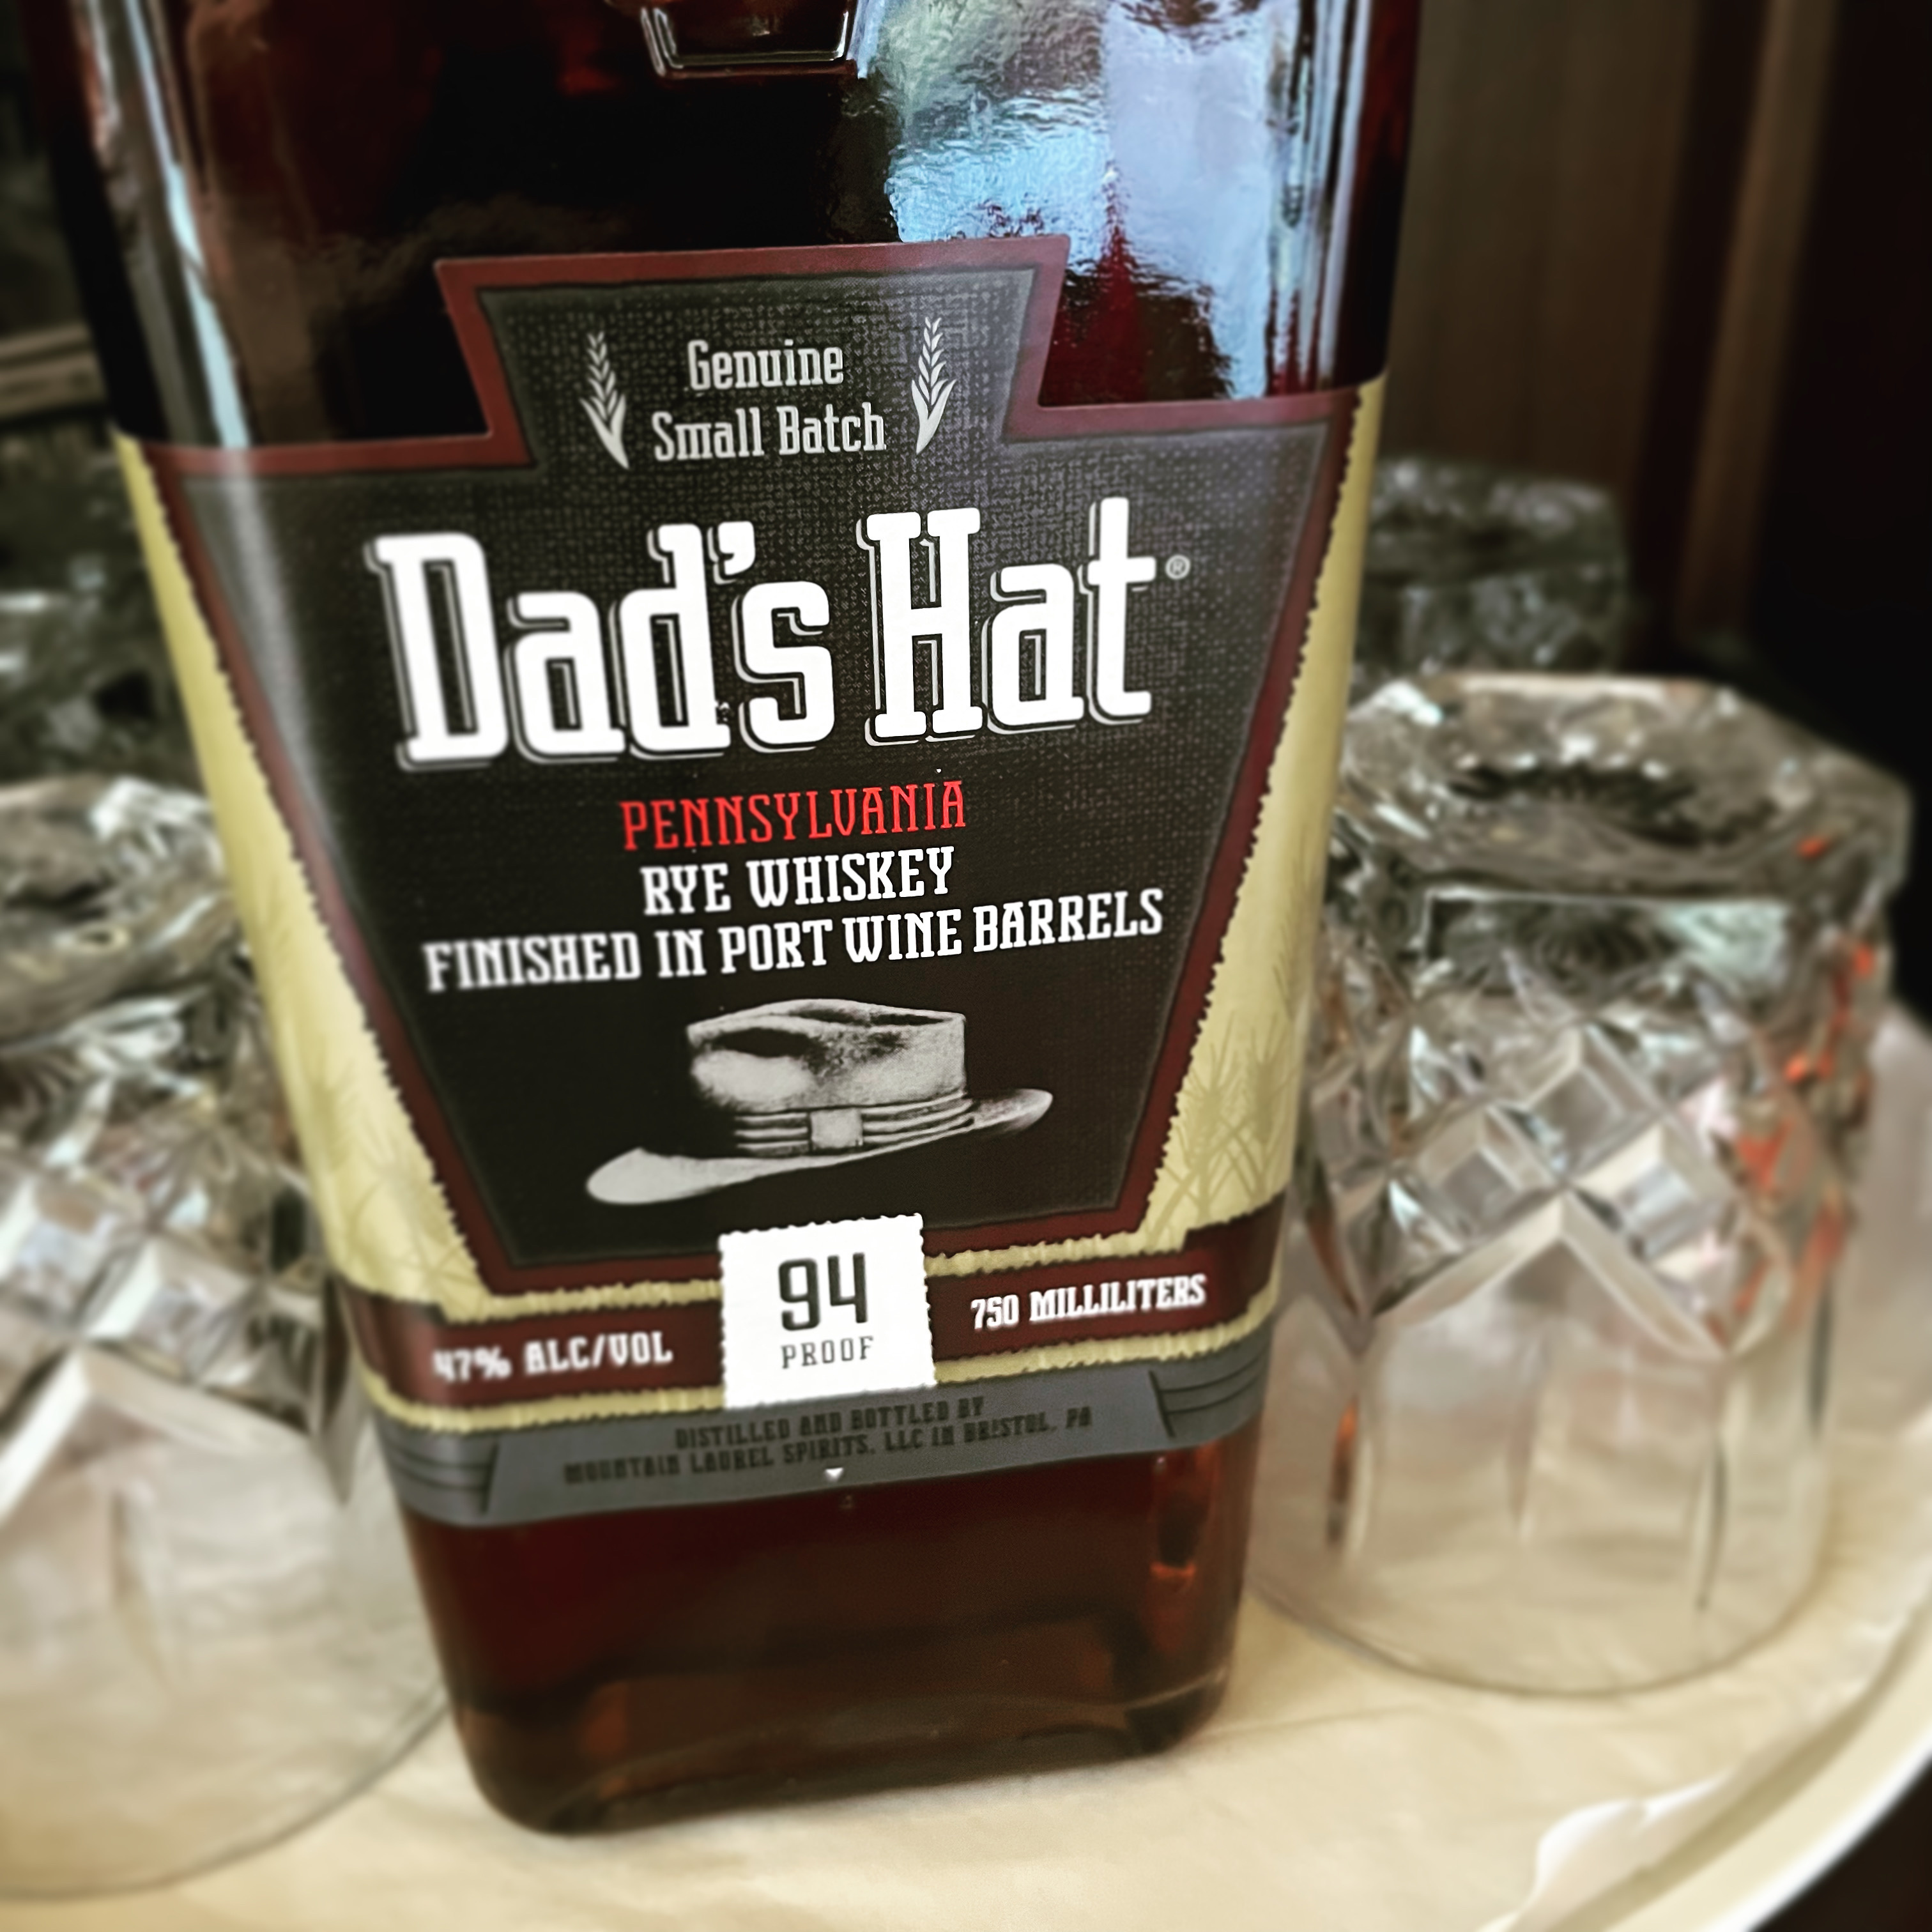 Genuine
Small Batch
Dad's Hat®
PENNSYLVANIA
RYE WHISKEY
FINISHED IN PORT WINE BARRELS
47% ALC/VOL
94
PROOF
750 MILLILITERS
DISTILLED AND BOTTLED BY
MOUNTAIN LAUREL SPIRITS, LLC IN BRISTOL, PA